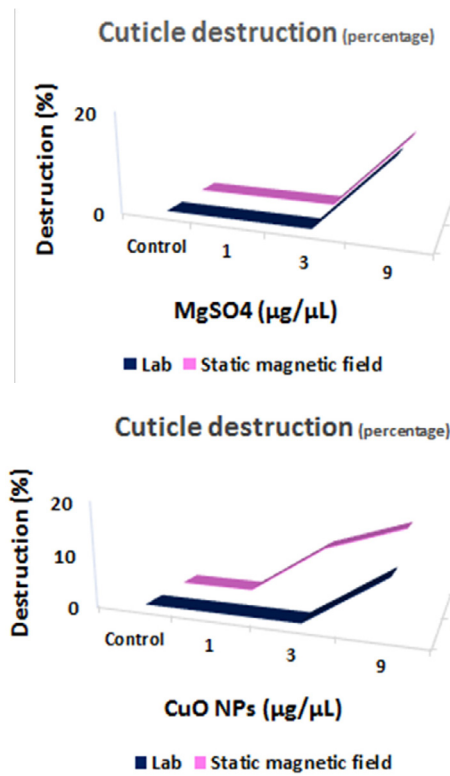 Cuticle destruction (percentage)
Destruction (%)
20
0
Control 1 3 9
MgSO4 (µg/µL)
Lab Static magnetic field
Cuticle destruction (percentage)
Destruction (%)
20
10
0
Control 1 3 9
CuO NPs (µg/µL)
Lab Static magnetic field